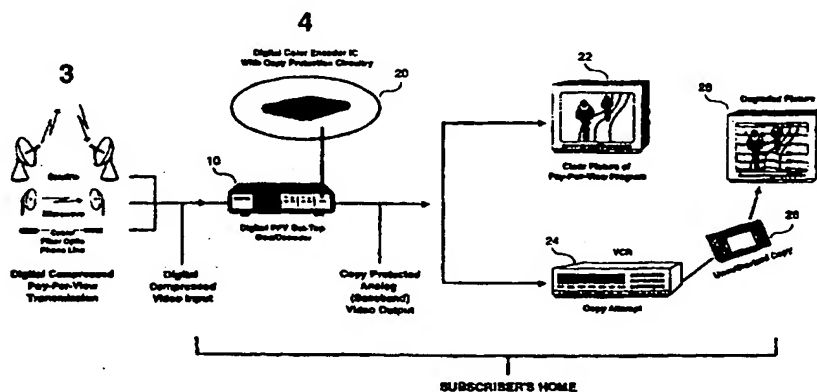 4
Digital Color Encoder IC
With Copy Protection Circuitry
20
3
22
28
Degraded Picture
10
Satellite
Microwave
Fiber Optic
Phone Line
Digital PPV Set-Top
Clear Picture of
Pay-Per-View Program
24
VCR
26
Unauthorized Copy
Copy Attempt
Digital Compressed
Pay-Per-View
Transmission
Digital
Compressed
Video Input
Copy Protected
Analog
(Baseband)
Video Output
SUBSCRIBER'S HOME